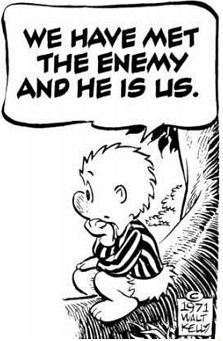 WE HAVE MET
THE ENEMY
AND HE IS US.
©
1971
WALT
KELLY